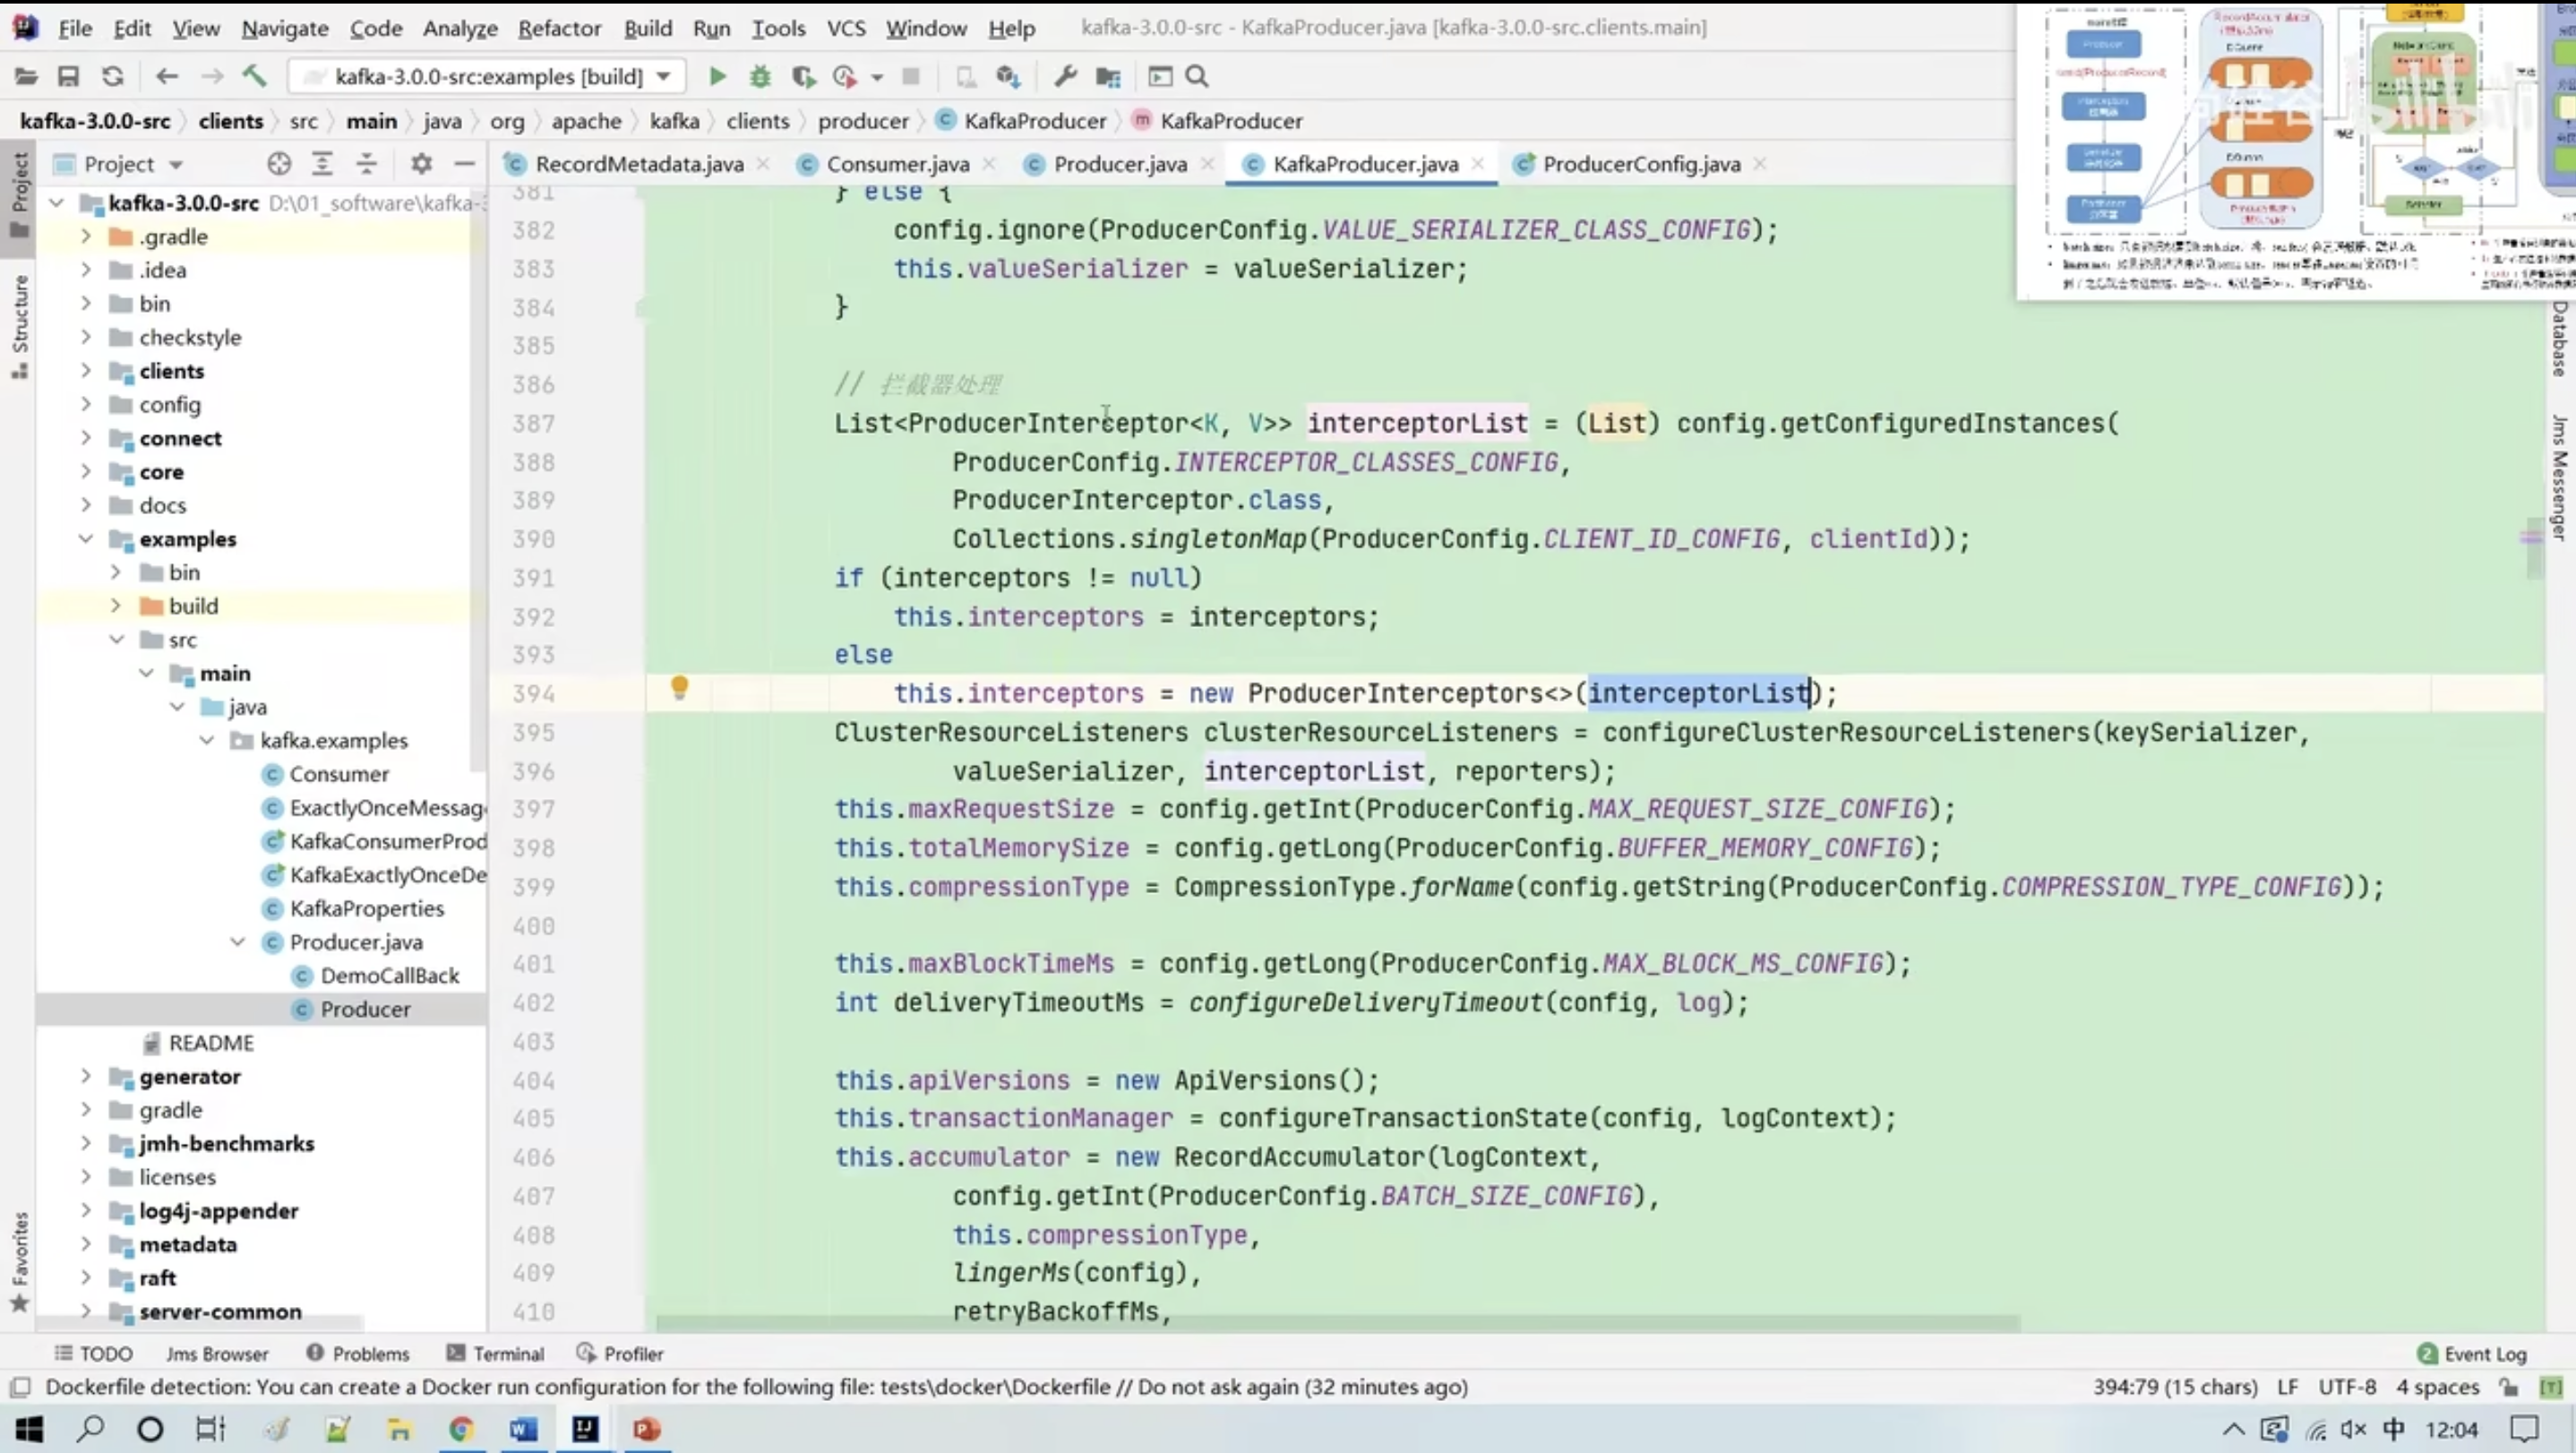 File Edit View Navigate Code Analyze Refactor Build Run Tools VCS Window Help kafka-3.0.0-src - KafkaProducer.java [kafka-3.0.0-src.clients.main]
kafka-3.0.0-src:examples [build]
kafka-3.0.0-src clients src main java org apache kafka clients producer KafkaProducer KafkaProducer
Project
RecordMetadata.java Consumer.java Producer.java KafkaProducer.java ProducerConfig.java
Project
Structure
Favorites
kafka-3.0.0-src D:\01_software\kafka-
.gradle
.idea
bin
checkstyle
clients
config
connect
core
docs
examples
bin
build
src
main
java
kafka.examples
Consumer
ExactlyOnceMessag
KafkaConsumerProd
KafkaExactlyOnceDe
KafkaProperties
Producer.java
DemoCallBack
Producer
README
generator
gradle
jmh-benchmarks
licenses
log4j-appender
metadata
raft
server-common
381 } else {
382 config.ignore(ProducerConfig.VALUE_SERIALIZER_CLASS_CONFIG);
383 this.valueSerializer = valueSerializer;
384 }
385
386 // 拦截器处理
387 List<ProducerInterceptor<K, V>> interceptorList = (List) config.getConfiguredInstances(
388 ProducerConfig.INTERCEPTOR_CLASSES_CONFIG,
389 ProducerInterceptor.class,
390 Collections.singletonMap(ProducerConfig.CLIENT_ID_CONFIG, clientId));
391 if (interceptors != null)
392 this.interceptors = interceptors;
393 else
394 this.interceptors = new ProducerInterceptors<>(interceptorList);
395 ClusterResourceListeners clusterResourceListeners = configureClusterResourceListeners(keySerializer,
396 valueSerializer, interceptorList, reporters);
397 this.maxRequestSize = config.getInt(ProducerConfig.MAX_REQUEST_SIZE_CONFIG);
398 this.totalMemorySize = config.getLong(ProducerConfig.BUFFER_MEMORY_CONFIG);
399 this.compressionType = CompressionType.forName(config.getString(ProducerConfig.COMPRESSION_TYPE_CONFIG));
400
401 this.maxBlockTimeMs = config.getLong(ProducerConfig.MAX_BLOCK_MS_CONFIG);
402 int deliveryTimeoutMs = configureDeliveryTimeout(config, log);
403
404 this.apiVersions = new ApiVersions();
405 this.transactionManager = configureTransactionState(config, logContext);
406 this.accumulator = new RecordAccumulator(logContext,
407 config.getInt(ProducerConfig.BATCH_SIZE_CONFIG),
408 this.compressionType,
409 lingerMs(config),
410 retryBackoffMs,
Database
Jms Messenger
bilibili
TODO Jms Browser Problems Terminal Profiler 2 Event Log
Dockerfile detection: You can create a Docker run configuration for the following file: tests\docker\Dockerfile // Do not ask again (32 minutes ago) 394:79 (15 chars) LF UTF-8 4 spaces
中 12:04